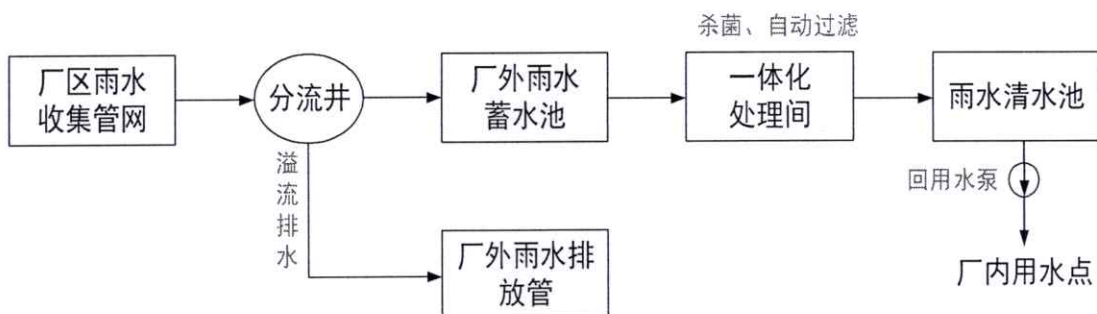 杀菌、自动过滤
厂区雨水
收集管网
分流井
厂外雨水
蓄水池
一体化
处理间
雨水清水池
溢
流
排
水
回用水泵
厂外雨水排
放管
厂内用水点